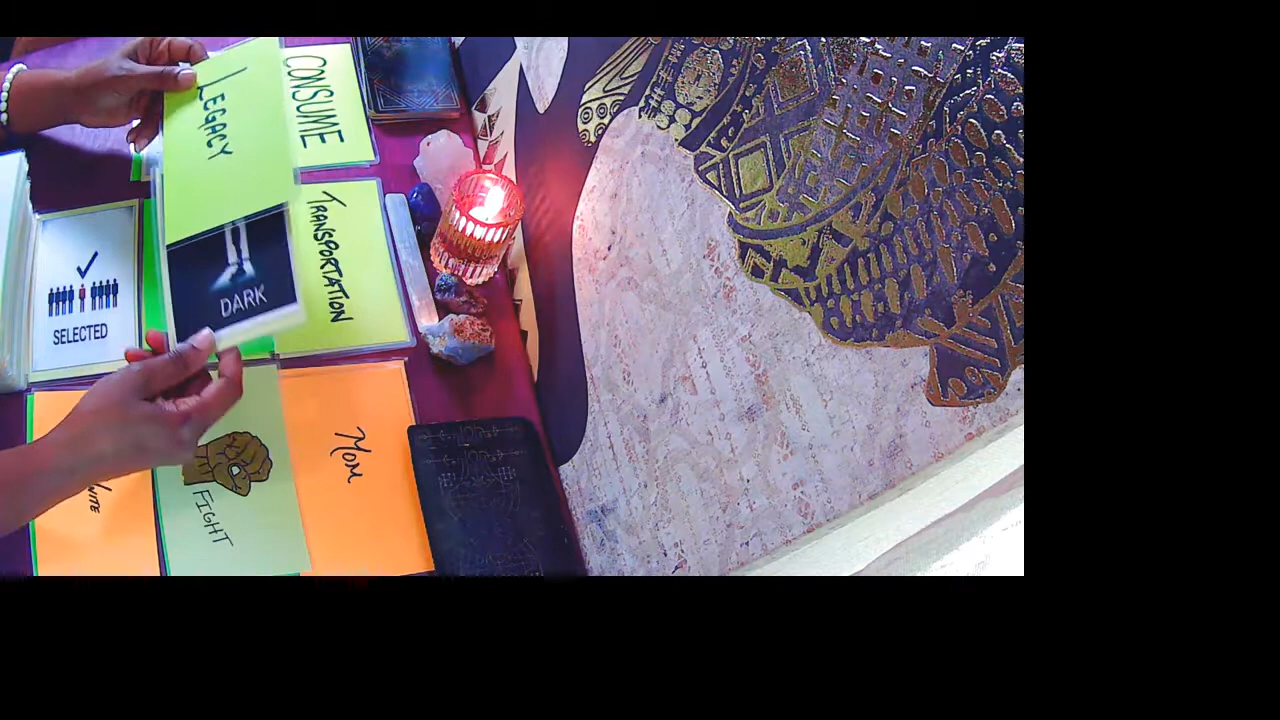 LEGACY
CONSUME
TRANSPORTATION
DARK
SELECTED
FIGHT
MOM